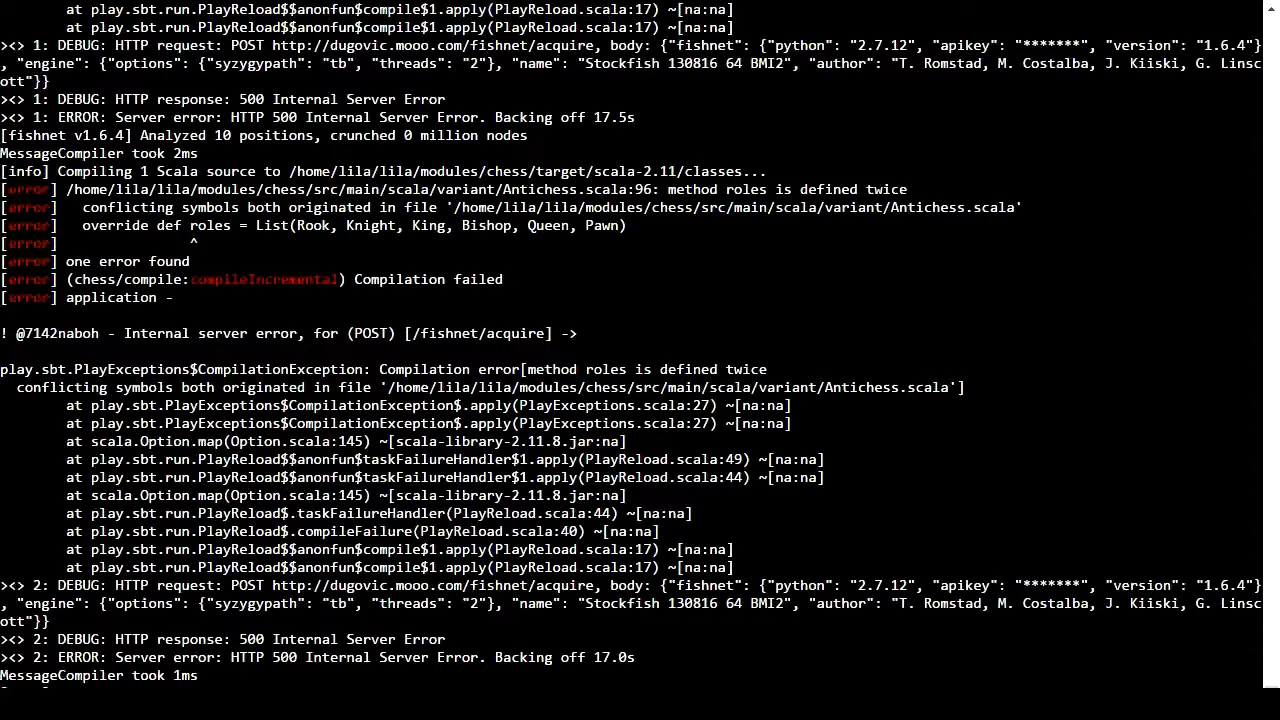 at play.sbt.run.PlayReload$$anonfun$compile$1.apply(PlayReload.scala:17) ~[na:na]
at play.sbt.run.PlayReload$$anonfun$compile$1.apply(PlayReload.scala:17) ~[na:na]
><> 1: DEBUG: HTTP request: POST http://dugovic.mooo.com/fishnet/acquire, body: {"fishnet": {"python": "2.7.12", "apikey": "*******", "version": "1.6.4"}
, "engine": {"options": {"syzygypath": "tb", "threads": "2"}, "name": "Stockfish 130816 64 BMI2", "author": "T. Romstad, M. Costalba, J. Kiiski, G. Linsc
ott"}}
><> 1: DEBUG: HTTP response: 500 Internal Server Error
><> 1: ERROR: Server error: HTTP 500 Internal Server Error. Backing off 17.5s
[fishnet v1.6.4] Analyzed 10 positions, crunched 0 million nodes
MessageCompiler took 2ms
[info] Compiling 1 Scala source to /home/lila/lila/modules/chess/target/scala-2.11/classes...
[error] /home/lila/lila/modules/chess/src/main/scala/variant/Antichess.scala:96: method roles is defined twice
[error]   conflicting symbols both originated in file '/home/lila/lila/modules/chess/src/main/scala/variant/Antichess.scala'
[error]   override def roles = List(Rook, Knight, King, Bishop, Queen, Pawn)
[error]                ^
[error] one error found
[error] (chess/compile:compileIncremental) Compilation failed
[error] application -
! @7142naboh - Internal server error, for (POST) [/fishnet/acquire] ->
play.sbt.PlayExceptions$CompilationException: Compilation error[method roles is defined twice
conflicting symbols both originated in file '/home/lila/lila/modules/chess/src/main/scala/variant/Antichess.scala']
at play.sbt.PlayExceptions$CompilationException$.apply(PlayExceptions.scala:27) ~[na:na]
at play.sbt.PlayExceptions$CompilationException$.apply(PlayExceptions.scala:27) ~[na:na]
at scala.Option.map(Option.scala:145) ~[scala-library-2.11.8.jar:na]
at play.sbt.run.PlayReload$$anonfun$taskFailureHandler$1.apply(PlayReload.scala:49) ~[na:na]
at play.sbt.run.PlayReload$$anonfun$taskFailureHandler$1.apply(PlayReload.scala:44) ~[na:na]
at scala.Option.map(Option.scala:145) ~[scala-library-2.11.8.jar:na]
at play.sbt.run.PlayReload$.taskFailureHandler(PlayReload.scala:44) ~[na:na]
at play.sbt.run.PlayReload$.compileFailure(PlayReload.scala:40) ~[na:na]
at play.sbt.run.PlayReload$$anonfun$compile$1.apply(PlayReload.scala:17) ~[na:na]
at play.sbt.run.PlayReload$$anonfun$compile$1.apply(PlayReload.scala:17) ~[na:na]
><> 2: DEBUG: HTTP request: POST http://dugovic.mooo.com/fishnet/acquire, body: {"fishnet": {"python": "2.7.12", "apikey": "*******", "version": "1.6.4"}
, "engine": {"options": {"syzygypath": "tb", "threads": "2"}, "name": "Stockfish 130816 64 BMI2", "author": "T. Romstad, M. Costalba, J. Kiiski, G. Linsc
ott"}}
><> 2: DEBUG: HTTP response: 500 Internal Server Error
><> 2: ERROR: Server error: HTTP 500 Internal Server Error. Backing off 17.0s
MessageCompiler took 1ms